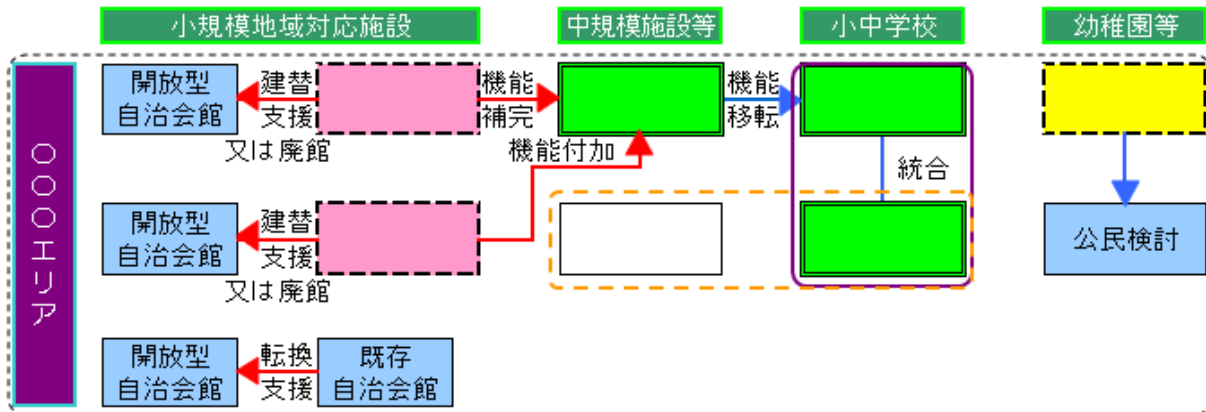 小規模地域対応施設
中規模施設等
小中学校
幼稚園等
〇〇〇エリア
開放型
自治会館
建替
支援
又は廃館
機能
補完
機能
移転
機能付加
統合
開放型
自治会館
建替
支援
又は廃館
公民検討
開放型
自治会館
転換
支援
既存
自治会館